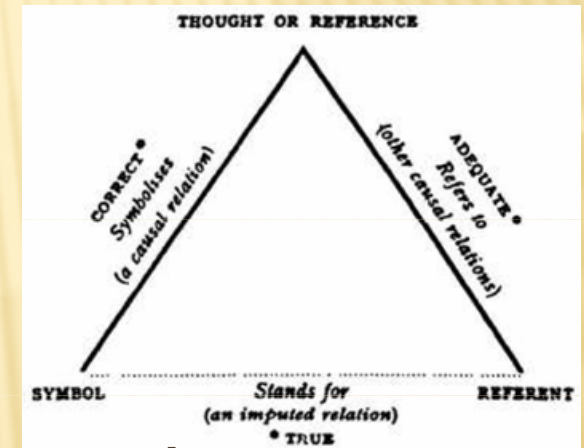 THOUGHT OR REFERENCE
CORRECT*
Symbolises
(a causal relation)
ADEQUATE*
Refers to
(other causal relations)
SYMBOL
Stands for
(an imputed relation)
* TRUE
REFERENT